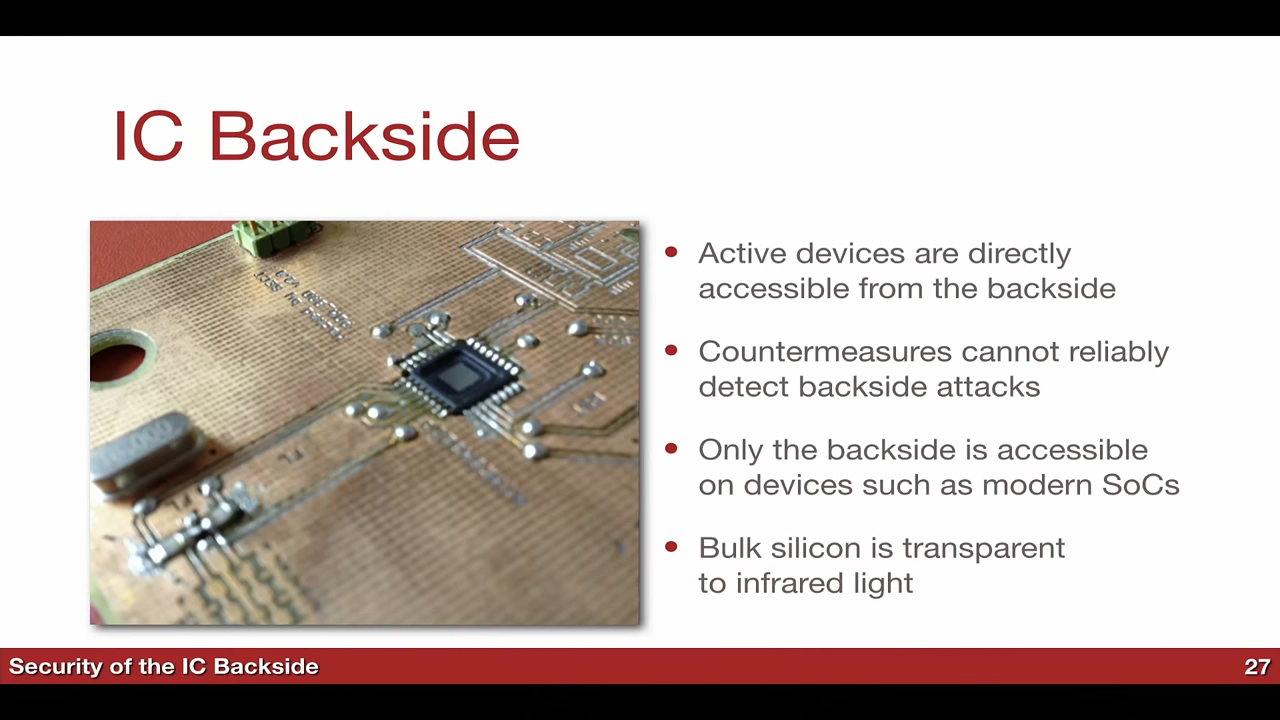 IC Backside
• Active devices are directly
accessible from the backside
• Countermeasures cannot reliably
detect backside attacks
• Only the backside is accessible
on devices such as modern SoCs
• Bulk silicon is transparent
to infrared light
Security of the IC Backside
27